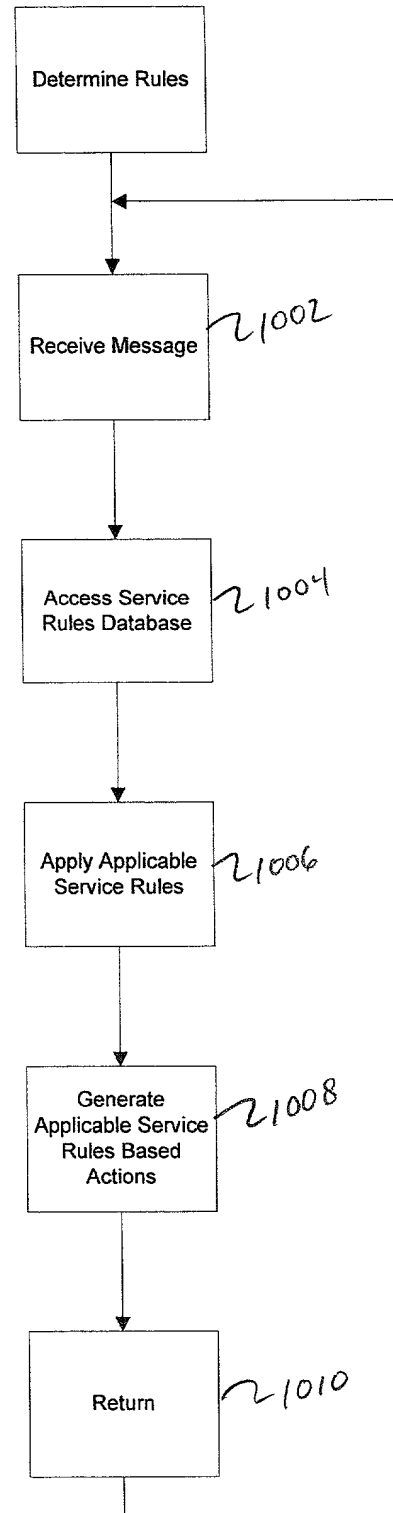 Determine Rules
Receive Message
1002
Access Service
Rules Database
1004
Apply Applicable
Service Rules
1006
Generate
Applicable Service
Rules Based
Actions
1008
Return
1010